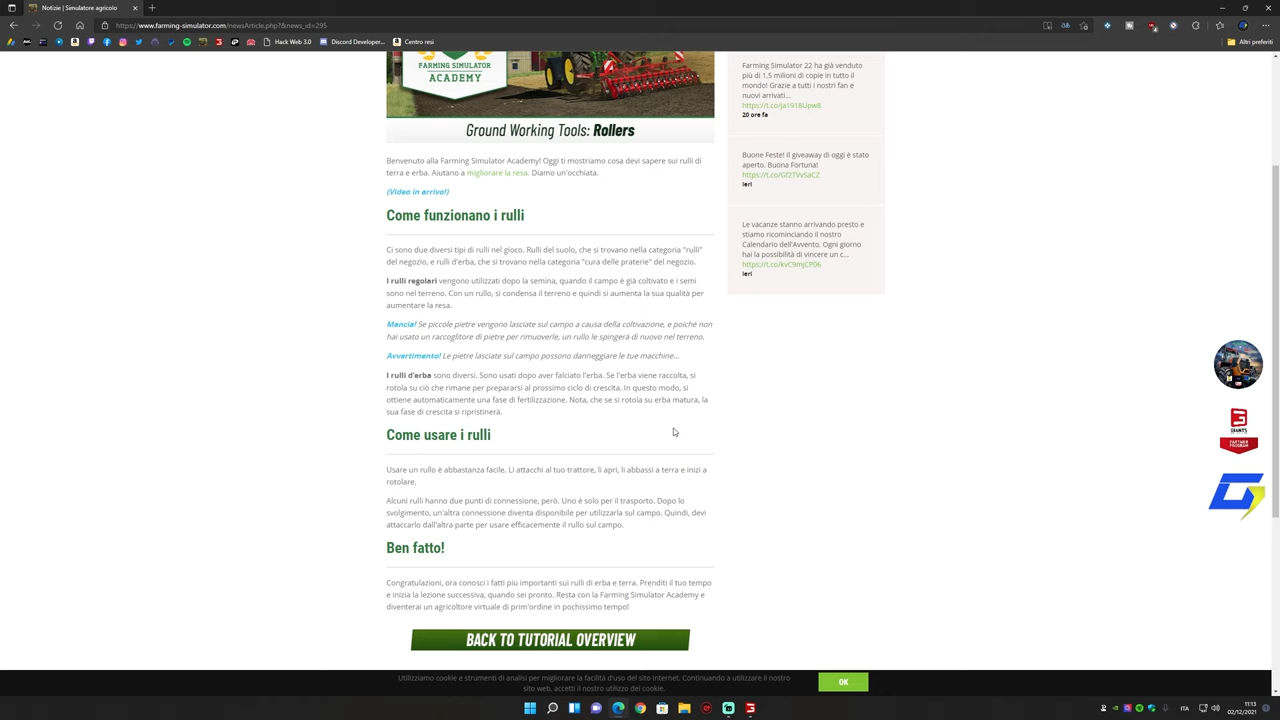 Notizie | Simulatore agricolo
https://www.farming-simulator.com/newsArticle.php?&news_id=295
Hack Web 3.0
Discord Developer...
Centro resi
Altri preferiti
FARMING SIMULATOR
ACADEMY
Ground Working Tools: Rollers
Benvenuto alla Farming Simulator Academy! Oggi ti mostriamo cosa devi sapere sui rulli di
terra e erba. Aiutano a migliorare la resa. Diamo un'occhiata.
(Video in arrivo!)
Come funzionano i rulli
Ci sono due diversi tipi di rulli nel gioco. Rulli del suolo, che si trovano nella categoria "rulli"
del negozio, e rulli d'erba, che si trovano nella categoria "cura delle praterie" del negozio.
I rulli regolari vengono utilizzati dopo la semina, quando il campo è già coltivato e i semi
sono nel terreno. Con un rullo, si condensa il terreno e quindi si aumenta la sua qualità per
aumentare la resa.
Mancia! Se piccole pietre vengono lasciate sul campo a causa della coltivazione, e poiché non
hai usato un raccoglitore di pietre per rimuoverle, un rullo le spingerà di nuovo nel terreno.
Avvertimento! Le pietre lasciate sul campo possono danneggiare le tue macchine...
I rulli d'erba sono diversi. Sono usati dopo aver falciato l'erba. Se l'erba viene raccolta, si
rotola su ciò che rimane per prepararsi al prossimo ciclo di crescita. In questo modo, si
ottiene automaticamente una fase di fertilizzazione. Nota, che se si rotola su erba matura, la
sua fase di crescita si ripristinerà.
Come usare i rulli
Usare un rullo è abbastanza facile. Li attacchi al tuo trattore, li apri, li abbassi a terra e inizi a
rotolare.
Alcuni rulli hanno due punti di connessione, però. Uno è solo per il trasporto. Dopo lo
svolgimento, un'altra connessione diventa disponibile per utilizzarla sul campo. Quindi, devi
attaccarlo dall'altra parte per usare efficacemente il rullo sul campo.
Ben fatto!
Congratulazioni, ora conosci i fatti più importanti sui rulli di erba e terra. Prenditi il tuo tempo
e inizia la lezione successiva, quando sei pronto. Resta con la Farming Simulator Academy e
diventerai un agricoltore virtuale di prim'ordine in pochissimo tempo!
BACK TO TUTORIAL OVERVIEW
Farming Simulator 22 ha già venduto
più di 1,5 milioni di copie in tutto il
mondo! Grazie a tutti i nostri fan e
nuovi arrivati...
https://t.co/ja1918Upw8
20 ore fa
Buone Feste! Il giveaway di oggi è stato
aperto. Buona Fortuna!
https://t.co/Gf2TVvSaCZ
ieri
Le vacanze stanno arrivando presto e
stiamo ricominciando il nostro
Calendario dell'Avvento. Ogni giorno
hai la possibilità di vincere un c...
https://t.co/kvC9mjCP06
ieri
GIANTS
PARTNER
PROGRAM
Utilizziamo cookie e strumenti di analisi per migliorare la facilità d'uso del sito Internet. Continuando a utilizzare il nostro
sito web, accetti il nostro utilizzo dei cookie.
OK
ITA
11:13
02/12/2021